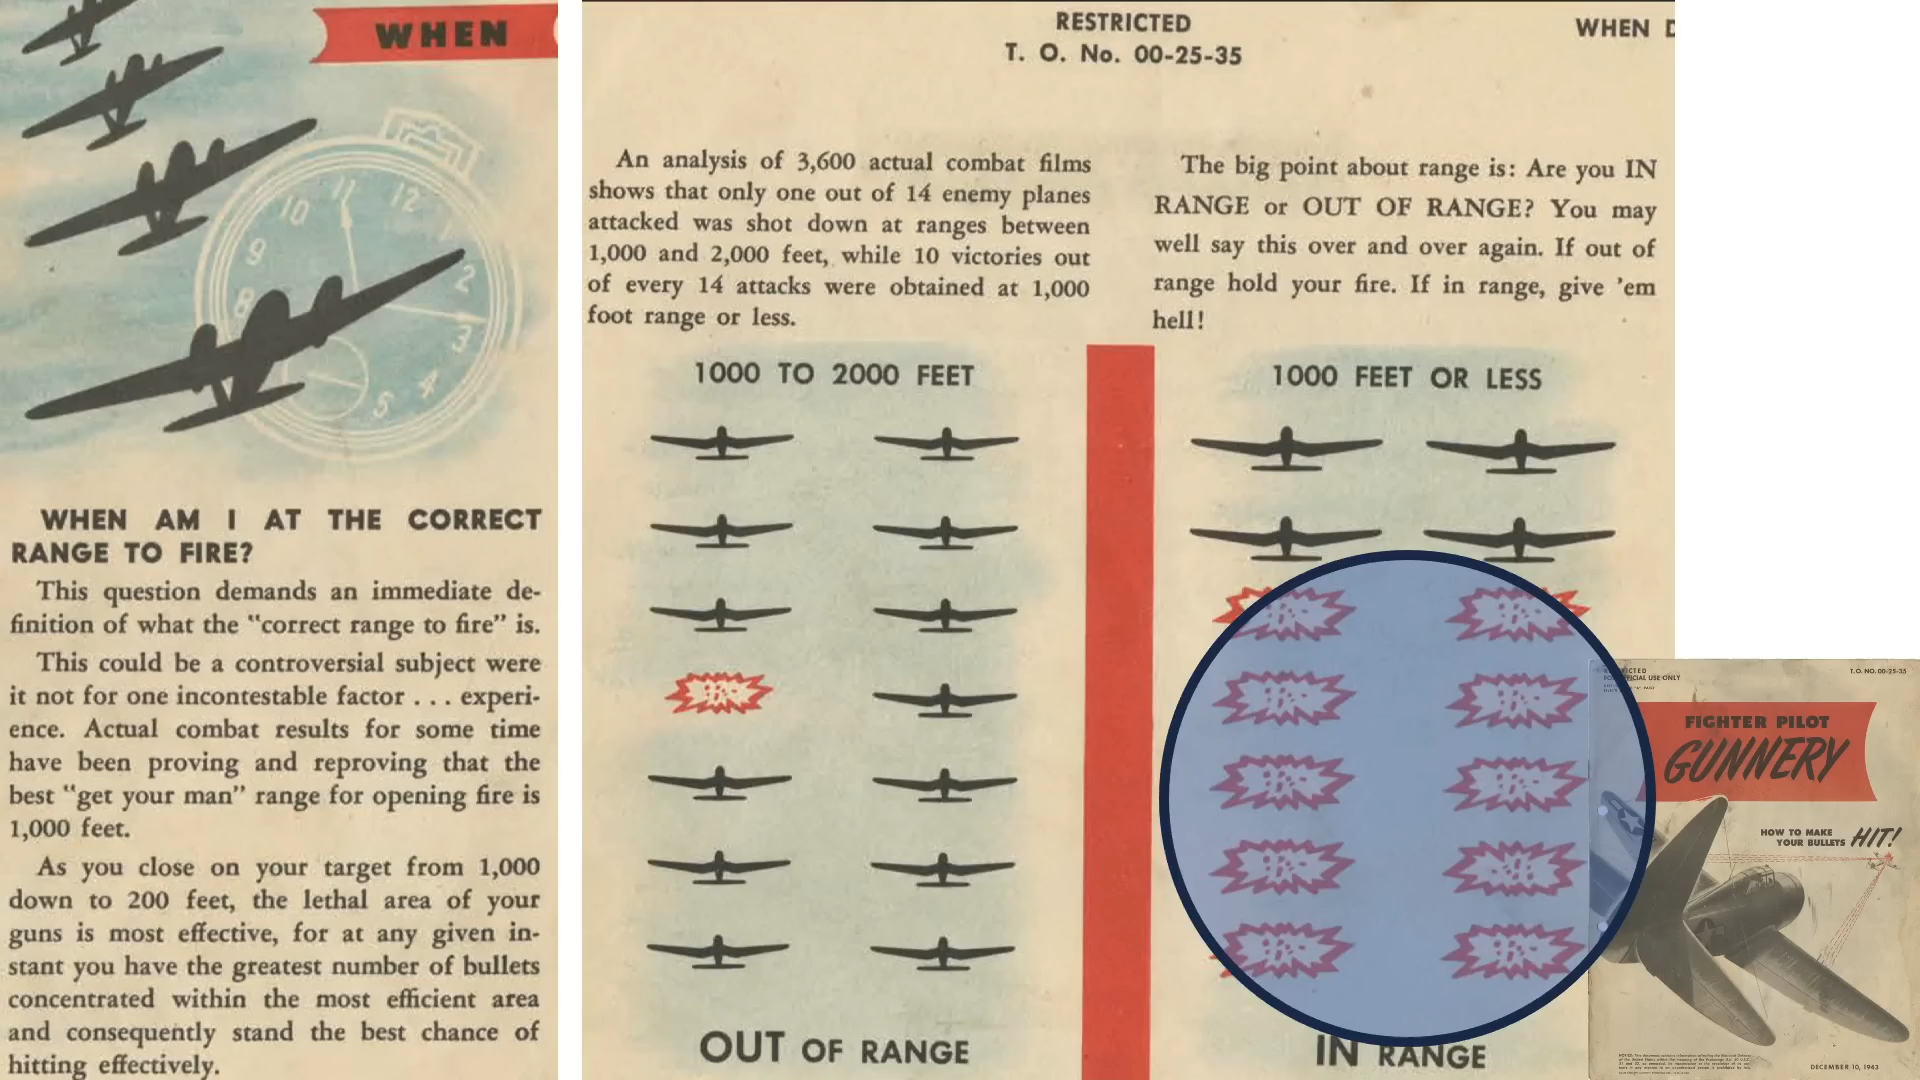 WHEN
11
12
10
1
9
2
8
3
4
5
WHEN AM I AT THE CORRECT
RANGE TO FIRE?
This question demands an immediate de-
finition of what the "correct range to fire" is.
This could be a controversial subject were
it not for one incontestable factor . . . experi-
ence. Actual combat results for some time
have been proving and reproving that the
best "get your man" range for opening fire is
1,000 feet.
As you close on your target from 1,000
down to 200 feet, the lethal area of your
guns is most effective, for at any given in-
stant you have the greatest number of bullets
concentrated within the most efficient area
and consequently stand the best chance of
hitting effectively.
RESTRICTED
T. O. No. 00-25-35
WHEN
An analysis of 3,600 actual combat films
shows that only one out of 14 enemy planes
attacked was shot down at ranges between
1,000 and 2,000 feet, while 10 victories out
of every 14 attacks were obtained at 1,000
foot range or less.
The big point about range is: Are you IN
RANGE or OUT OF RANGE? You may
well say this over and over again. If out of
range hold your fire. If in range, give 'em
hell!
1000 TO 2000 FEET
1000 FEET OR LESS
OUT OF RANGE
IN RANGE
T.O. NO. 00-25-35
FIGHTER PILOT
GUNNERY
HOW TO MAKE
YOUR BULLETS HIT!
DECEMBER 10, 1943